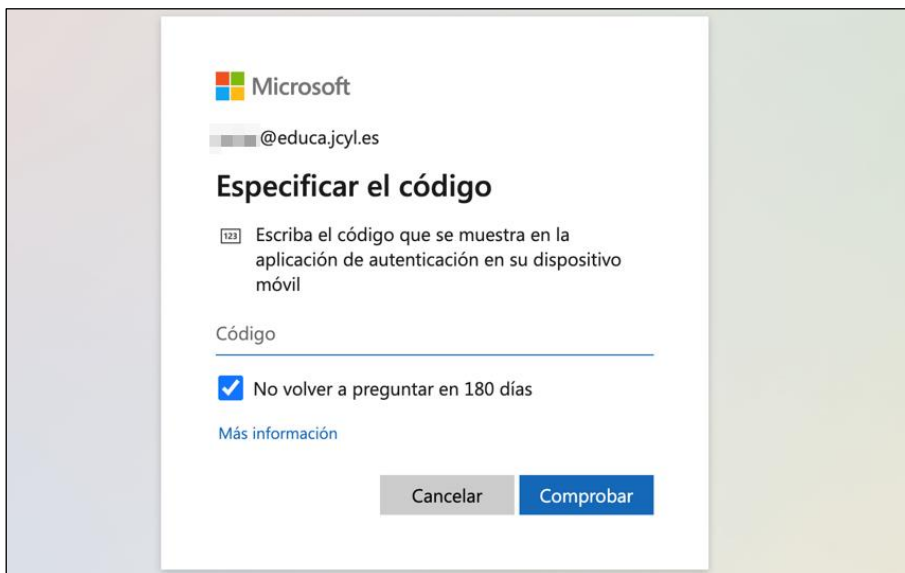 Microsoft
@educa.jcyl.es
Especificar el código
123
Escriba el código que se muestra en la
aplicación de autenticación en su dispositivo
móvil
Código
No volver a preguntar en 180 días
Más información
Cancelar
Comprobar